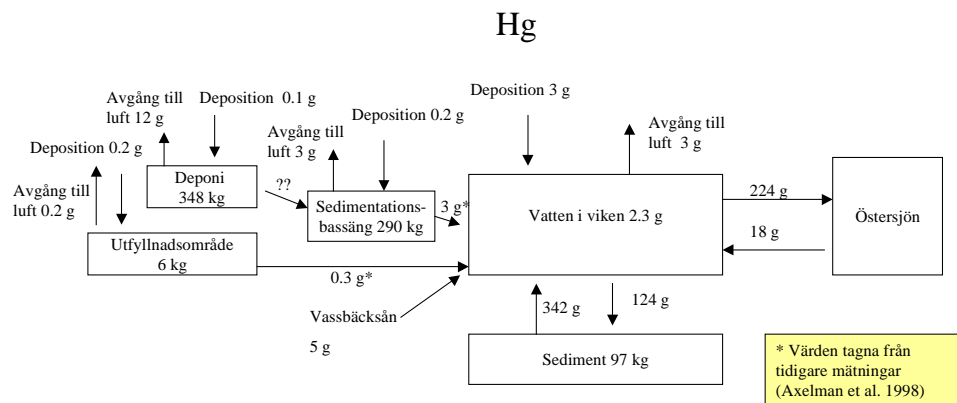 Hg
Avgång till
luft 12 g
Deposition 0.1 g
Deposition 3 g
Deposition 0.2 g
Avgång till
luft 3 g
Avgång till
luft 3 g
Deposition 0.2 g
Avgång till
luft 0.2 g
Deponi
348 kg
??
Sedimentations-
bassäng 290 kg
3 g*
Vatten i viken 2.3 g
224 g
18 g
Östersjön
Utfyllnadsområde
6 kg
0.3 g*
Vassbäcksån
5 g
342 g
124 g
Sediment 97 kg
* Värden tagna från
tidigare mätningar
(Axelman et al. 1998)